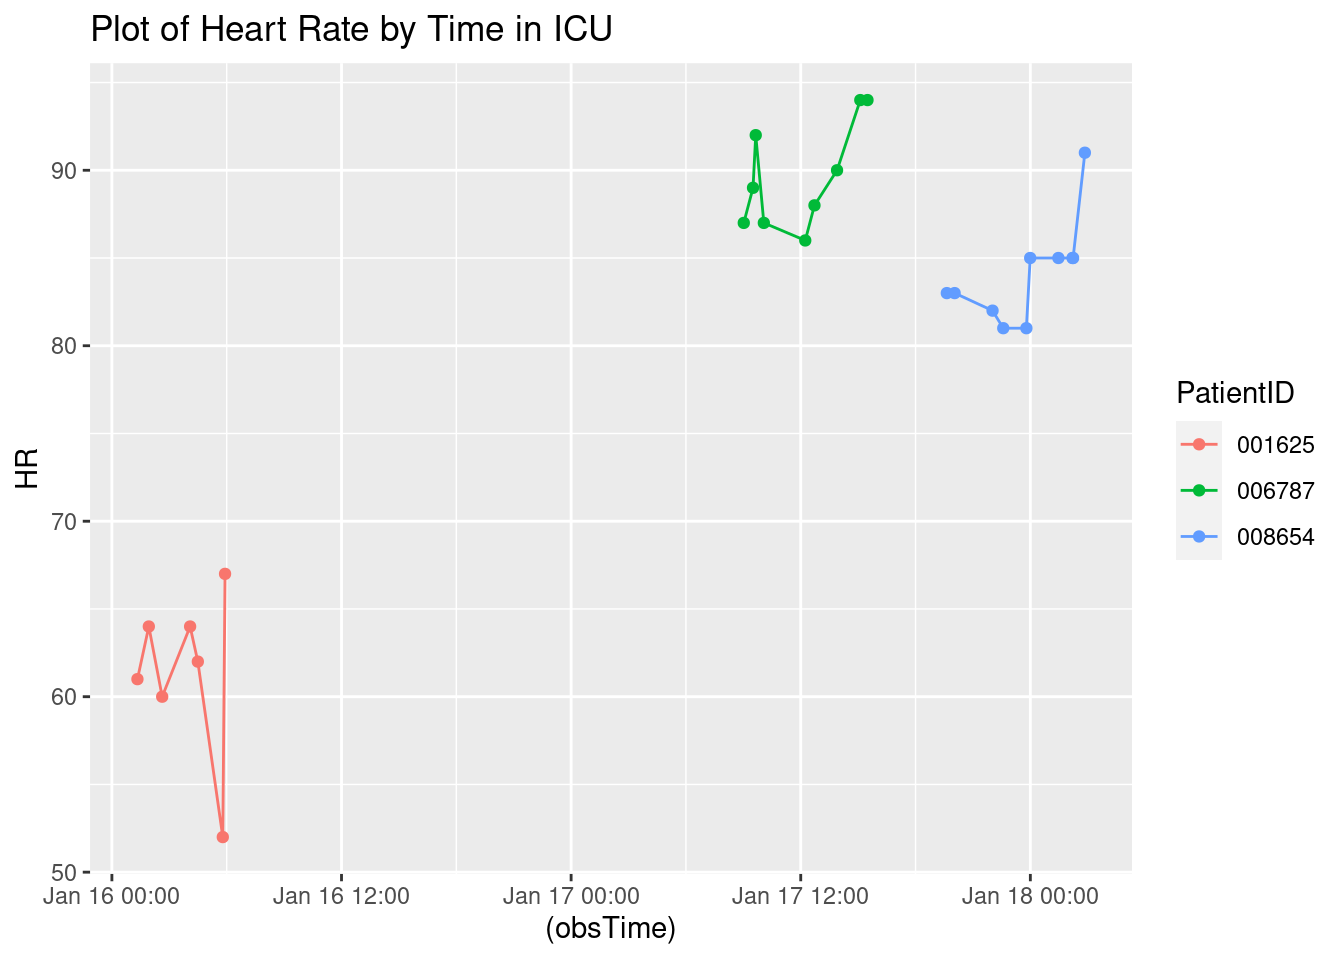 Plot of Heart Rate by Time in ICU
90
80
70
60
50
HR
Jan 16 00:00
Jan 16 12:00
Jan 17 00:00
Jan 17 12:00
Jan 18 00:00
(obsTime)
PatientID
001625
006787
008654